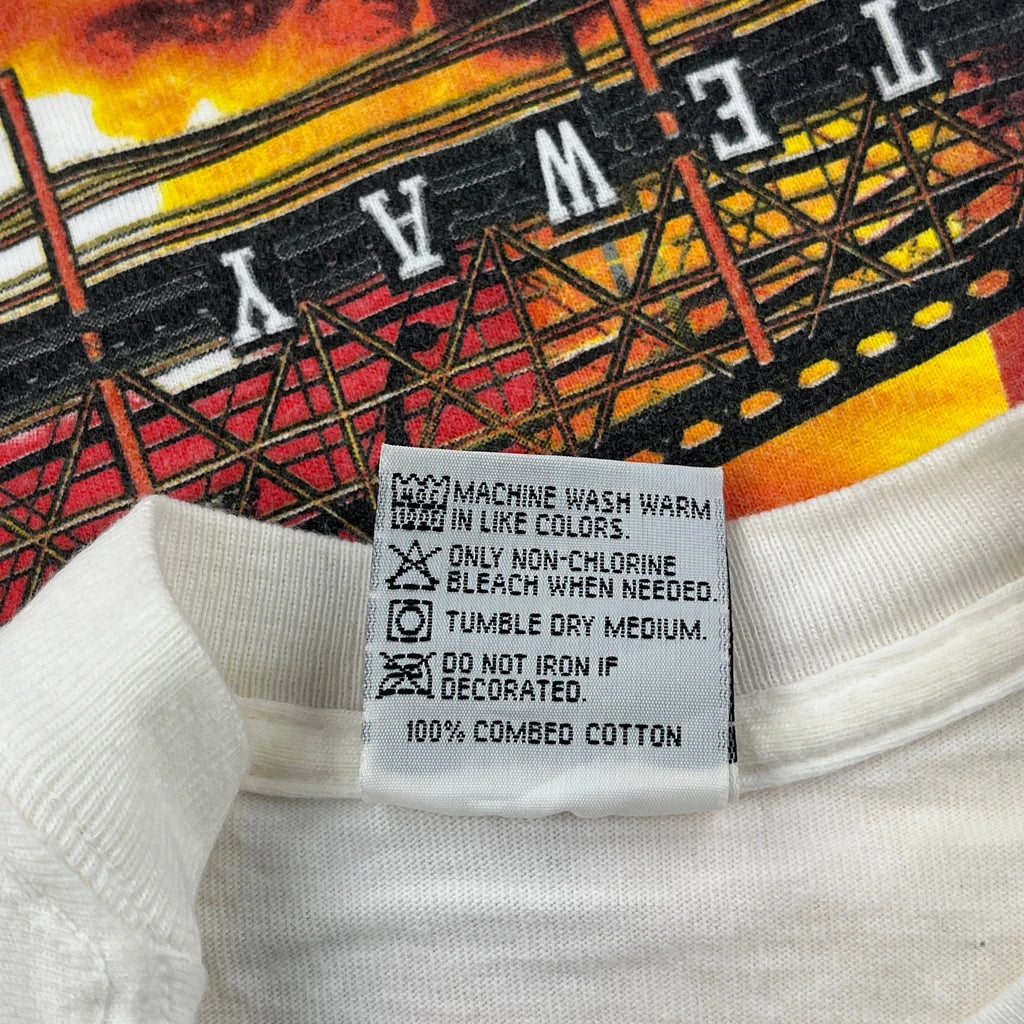 TEWAY
MACHINE WASH WARM
IN LIKE COLORS.
ONLY NON-CHLORINE
BLEACH WHEN NEEDED.
TUMBLE DRY MEDIUM.
DO NOT IRON IF
DECORATED.
100% COMBED COTTON